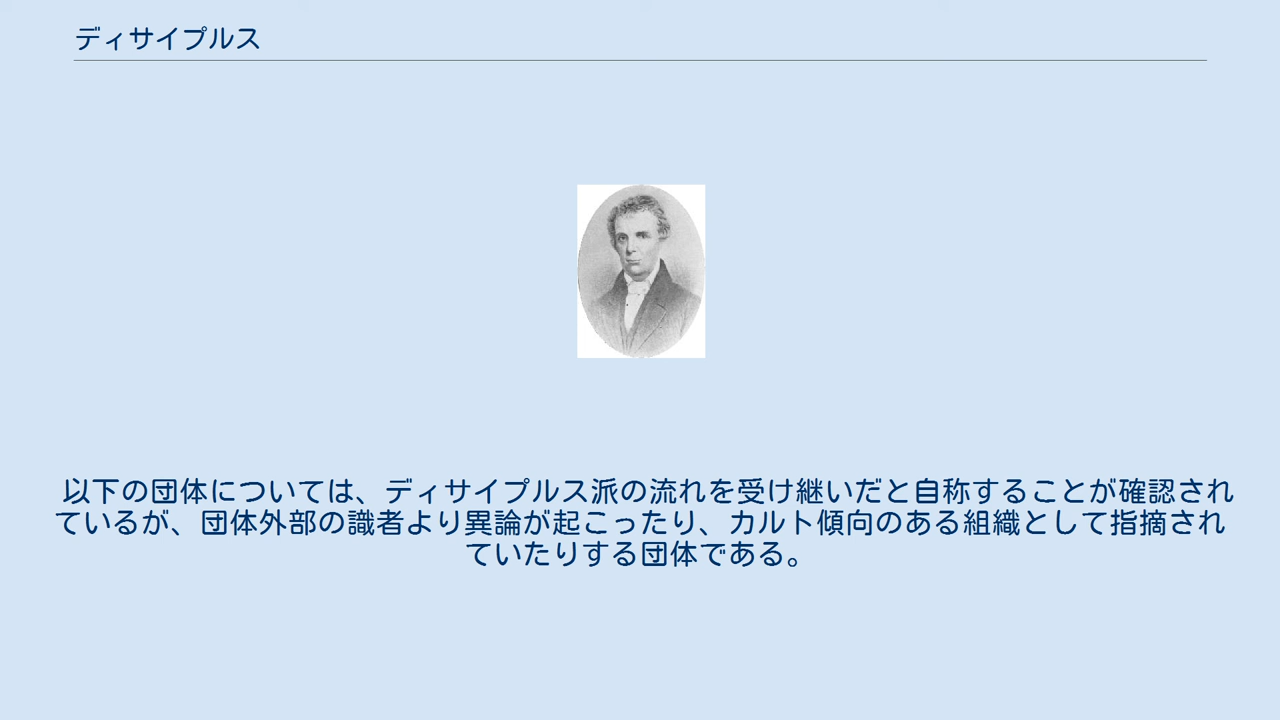 ディサイプルス
以下の団体については、ディサイプルス派の流れを受け継いだと自称することが確認され
ているが、団体外部の識者より異論が起こったり、カルト傾向のある組織として指摘され
ていたりする団体である。